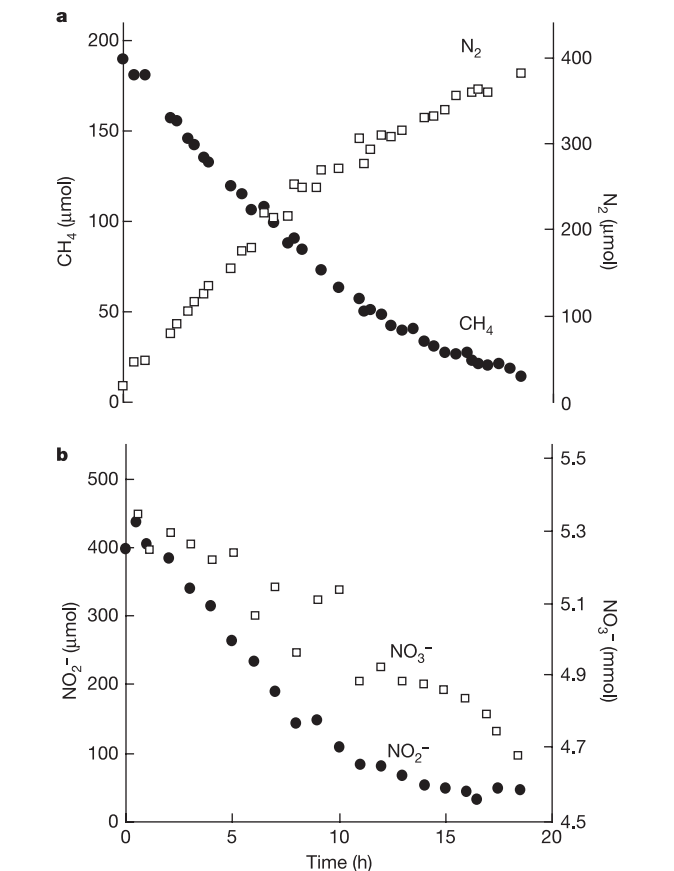 a
200
150
100
50
0
CH₄ (μmol)
N₂
CH₄
400
300
200
100
0
N₂ (μmol)
b
500
400
300
200
100
0
NO₂⁻ (μmol)
NO₃⁻
NO₂⁻
5.5
5.3
5.1
4.9
4.7
4.5
NO₃⁻ (mmol)
0 5 10 15 20
Time (h)